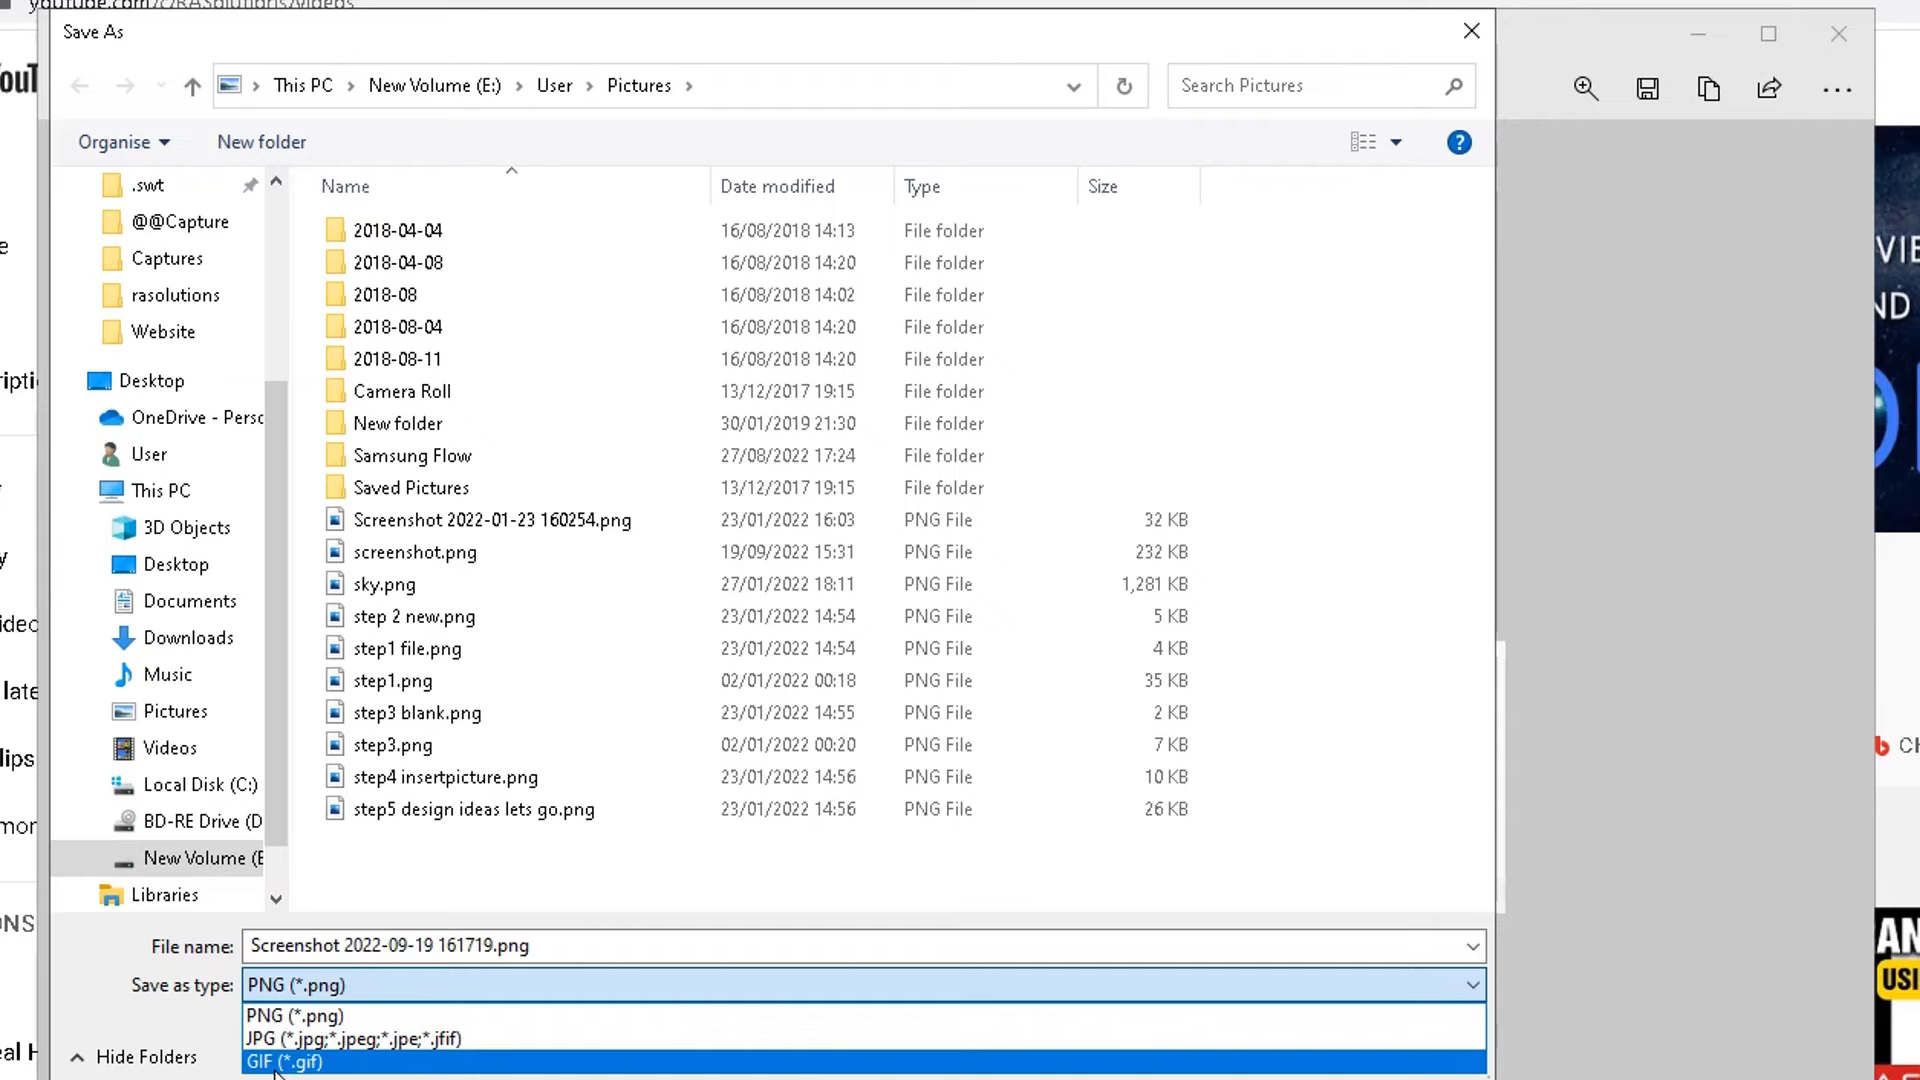 youtube.com/c/RASolutions/videos
Save As
This PC > New Volume (E:) > User > Pictures >
Search Pictures
Organise
New folder
.swt
@@Capture
Captures
rasolutions
Website
Desktop
OneDrive - Persc
User
This PC
3D Objects
Desktop
Documents
Downloads
Music
Pictures
Videos
Local Disk (C:)
BD-RE Drive (D
New Volume (E
Libraries
Name Date modified Type Size
2018-04-04 16/08/2018 14:13 File folder
2018-04-08 16/08/2018 14:20 File folder
2018-08 16/08/2018 14:02 File folder
2018-08-04 16/08/2018 14:20 File folder
2018-08-11 16/08/2018 14:20 File folder
Camera Roll 13/12/2017 19:15 File folder
New folder 30/01/2019 21:30 File folder
Samsung Flow 27/08/2022 17:24 File folder
Saved Pictures 13/12/2017 19:15 File folder
Screenshot 2022-01-23 160254.png 23/01/2022 16:03 PNG File 32 KB
screenshot.png 19/09/2022 15:31 PNG File 232 KB
sky.png 27/01/2022 18:11 PNG File 1,281 KB
step 2 new.png 23/01/2022 14:54 PNG File 5 KB
step1 file.png 23/01/2022 14:54 PNG File 4 KB
step1.png 02/01/2022 00:18 PNG File 35 KB
step3 blank.png 23/01/2022 14:55 PNG File 2 KB
step3.png 02/01/2022 00:20 PNG File 7 KB
step4 insertpicture.png 23/01/2022 14:56 PNG File 10 KB
step5 design ideas lets go.png 23/01/2022 14:56 PNG File 26 KB
File name: Screenshot 2022-09-19 161719.png
Save as type: PNG (*.png)
PNG (*.png)
JPG (*.jpg;*.jpeg;*.jpe;*.jfif)
GIF (*.gif)
Hide Folders